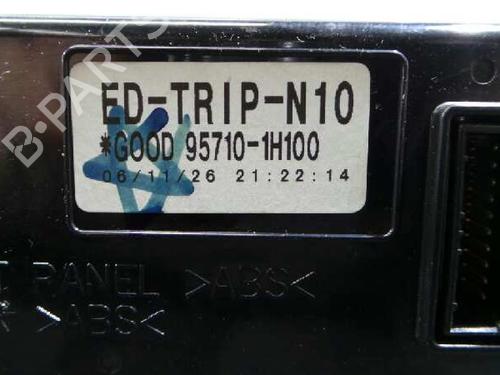 B-PARTS
ED-TRIP-N10
*GOOD 95710-1H100
06/11/26 21:22:14
PANEL >ABS<
* >ABS<